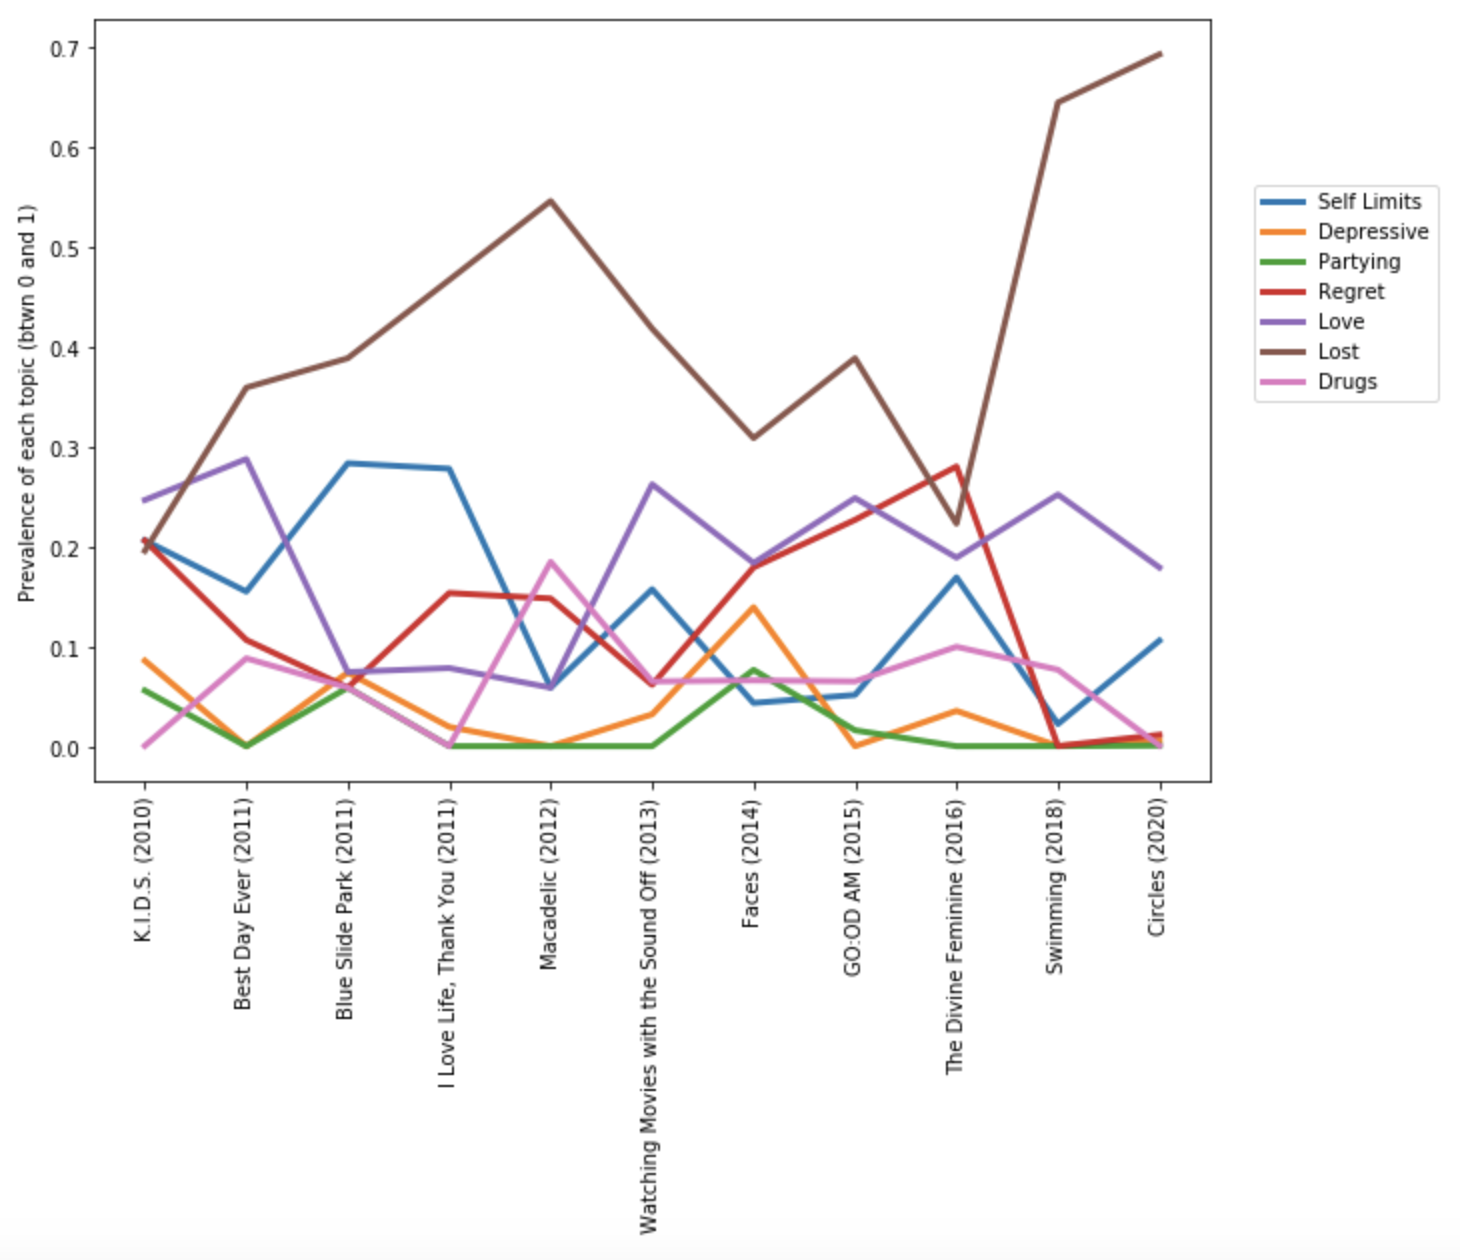 Prevalence of each topic (btwn 0 and 1)
0.7
0.6
0.5
0.4
0.3
0.2
0.1
0.0
K.I.D.S. (2010)
Best Day Ever (2011)
Blue Slide Park (2011)
I Love Life, Thank You (2011)
Macadelic (2012)
Watching Movies with the Sound Off (2013)
Faces (2014)
GO:OD AM (2015)
The Divine Feminine (2016)
Swimming (2018)
Circles (2020)
Self Limits
Depressive
Partying
Regret
Love
Lost
Drugs